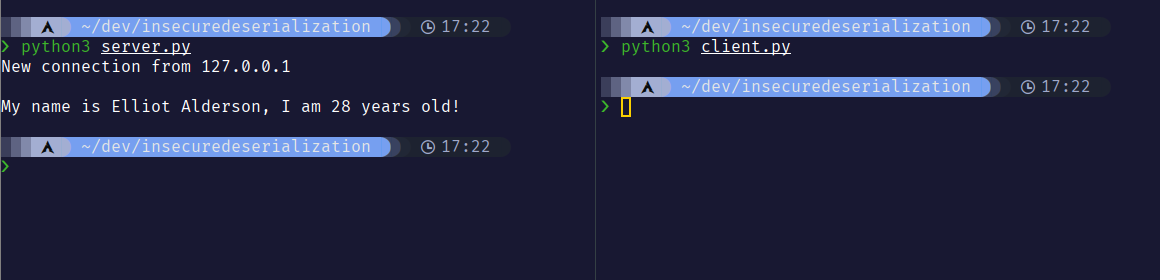 ~/dev/insecuredeserialization 17:22
❯ python3 server.py
New connection from 127.0.0.1
My name is Elliot Alderson, I am 28 years old!
~/dev/insecuredeserialization 17:22
❯
~/dev/insecuredeserialization 17:22
❯ python3 client.py
~/dev/insecuredeserialization 17:22
❯